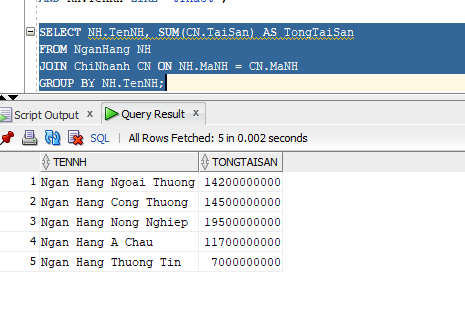 SELECT NH.TenNH, SUM(CN.TaiSan) AS TongTaiSan
FROM NganHang NH
JOIN ChiNhanh CN ON NH.MaNH = CN.MaNH
GROUP BY NH.TenNH;
Script Output x Query Result x
SQL | All Rows Fetched: 5 in 0.002 seconds
TENNH TONGTAISAN
1 Ngan Hang Ngoai Thuong 14200000000
2 Ngan Hang Cong Thuong 14500000000
3 Ngan Hang Nong Nghiep 19500000000
4 Ngan Hang A Chau 11700000000
5 Ngan Hang Thuong Tin 7000000000